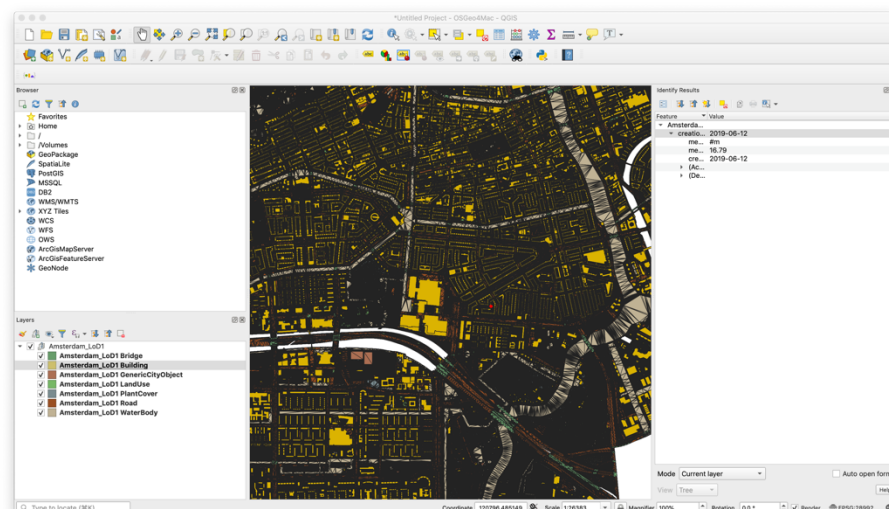 *Untitled Project - OSGeo4Mac - QGIS
Browser
Favorites
Home
/
/Volumes
GeoPackage
SpatiaLite
PostGIS
MSSQL
DB2
WMS/WMTS
XYZ Tiles
WCS
WFS
OWS
ArcGisMapServer
ArcGisFeatureServer
GeoNode
Layers
Amsterdam_LoD1
Amsterdam_LoD1 Bridge
Amsterdam_LoD1 Building
Amsterdam_LoD1 GenericCityObject
Amsterdam_LoD1 LandUse
Amsterdam_LoD1 PlantCover
Amsterdam_LoD1 Road
Amsterdam_LoD1 WaterBody
Identify Results
Feature Value
Amsterda...
creatio... 2019-06-12
me... #m
me... 16.79
cre... 2019-06-12
(Ac...
(De...
Mode Current layer Auto open form
View Tree Help
Type to locate (⌘K) Coordinate 120796,485149 Scale 1:26383 Magnifier 100% Rotation 0,0 ° Render EPSG:28992